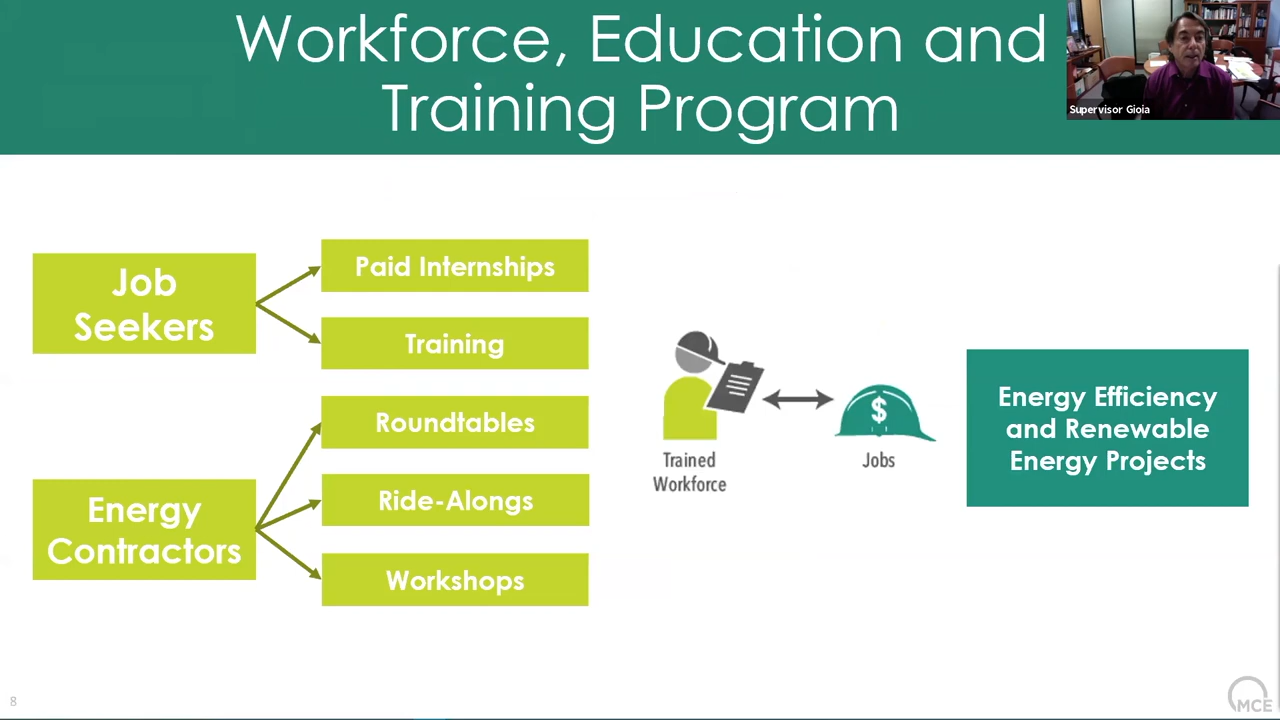 Workforce, Education and
Training Program
Supervisor Gioia
Job
Seekers
Paid Internships
Training
Energy
Contractors
Roundtables
Ride-Alongs
Workshops
Trained
Workforce
$
Jobs
Energy Efficiency
and Renewable
Energy Projects
8
MCE